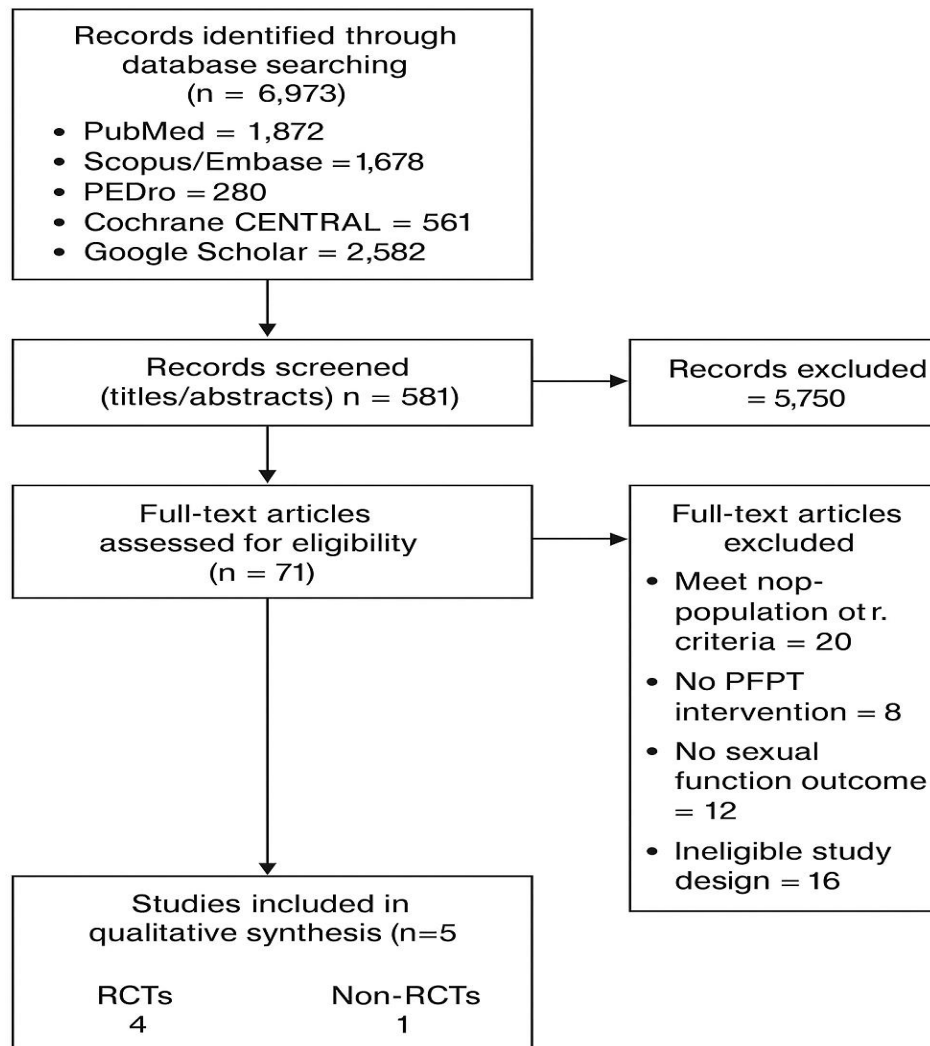 Records identified through
database searching
(n = 6,973)
• PubMed = 1,872
• Scopus/Embase =1,678
• PEDro = 280
• Cochrane CENTRAL = 561
• Google Scholar = 2,582
Records screened
(titles/abstracts) n = 581)
Records excluded
= 5,750
Full-text articles
assessed for eligibility
(n = 71)
Full-text articles
excluded
• Meet nop-
population otr.
criteria = 20
• No PFPT
intervention = 8
• No sexual
function outcome
= 12
• Ineligible study
design = 16
Studies included in
qualitative synthesis (n=5
RCTs
4
Non-RCTs
1